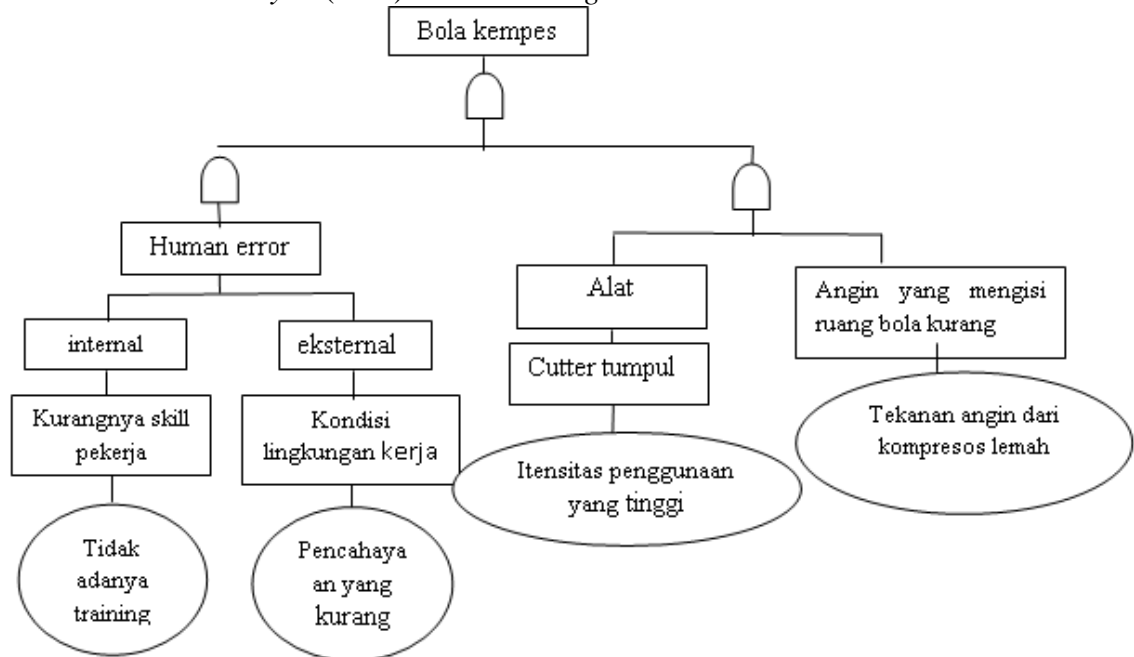 Bola kempes
Human error
Alat
Angin yang mengisi
ruang bola kurang
internal
eksternal
Cutter tumpul
Kurangnya skill
pekerja
Kondisi
lingkungan kerja
Tekanan angin dari
kompresos lemah
Itensitas penggunaan
yang tinggi
Tidak
adanya
training
Pencahaya
an yang
kurang